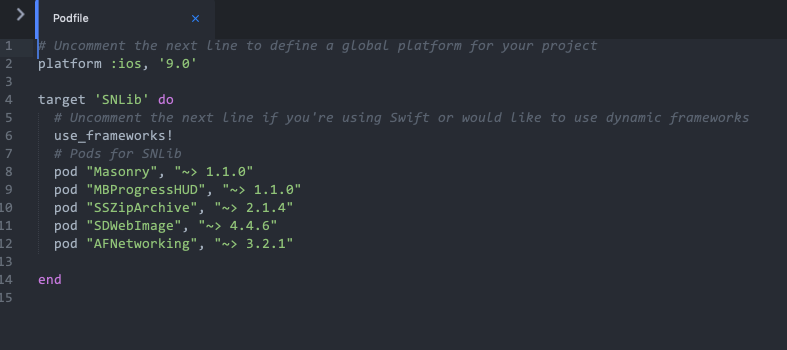 Podfile
1 # Uncomment the next line to define a global platform for your project
2 platform :ios, '9.0'
3
4 target 'SNLib' do
5 # Uncomment the next line if you're using Swift or would like to use dynamic frameworks
6 use_frameworks!
7 # Pods for SNLib
8 pod "Masonry", "~> 1.1.0"
9 pod "MBProgressHUD", "~> 1.1.0"
10 pod "SSZipArchive", "~> 2.1.4"
11 pod "SDWebImage", "~> 4.4.6"
12 pod "AFNetworking", "~> 3.2.1"
13
14 end
15